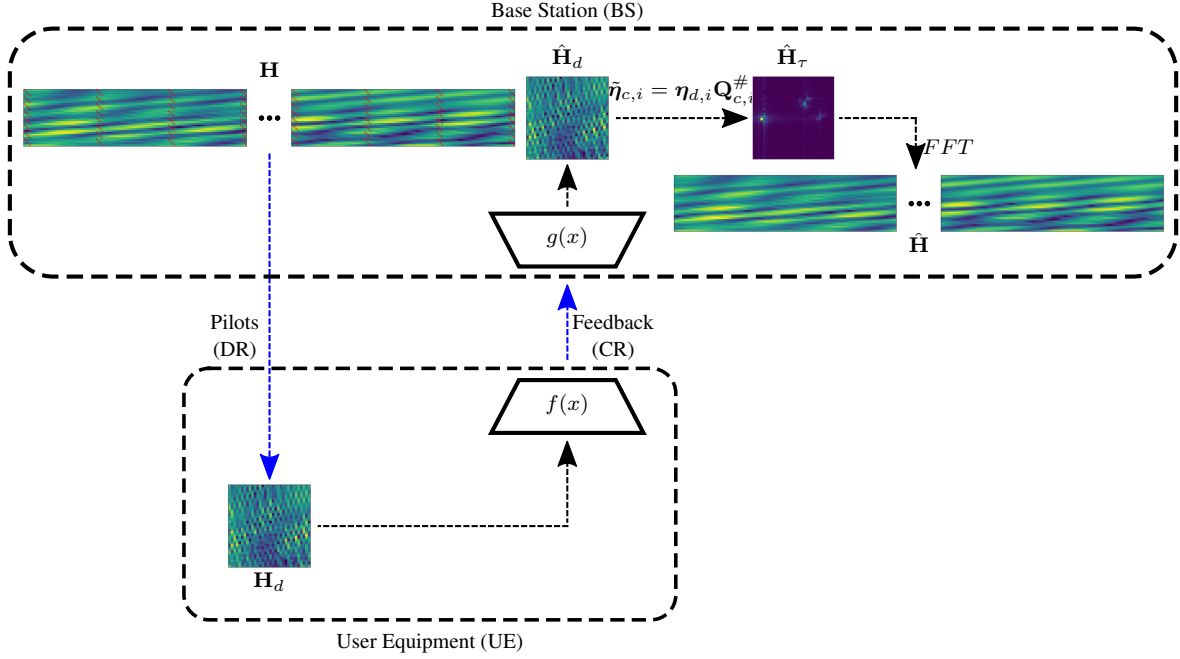 Base Station (BS)
H
Ĥ_d
Ĥ_τ
η̃_{c,i} = η_{d,i} Q^#_{c,i}
FFT
g(x)
Ĥ
Pilots
(DR)
Feedback
(CR)
f(x)
H_d
User Equipment (UE)